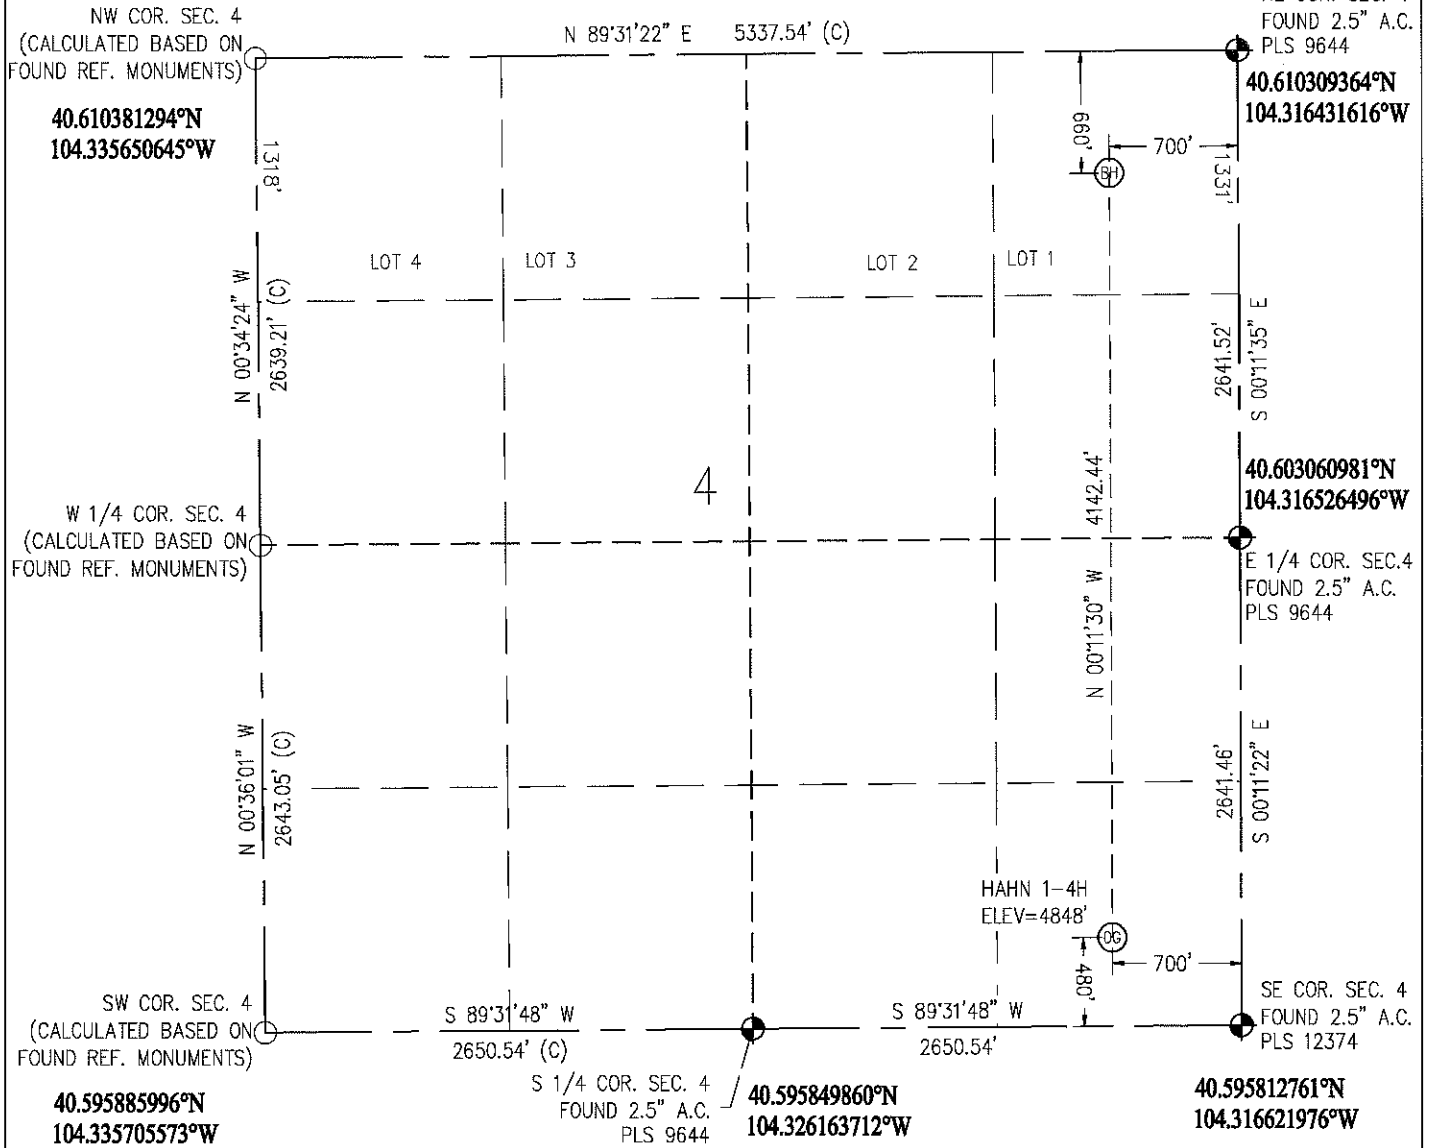 NW COR. SEC. 4
(CALCULATED BASED ON
FOUND REF. MONUMENTS)
40.610381294°N
104.335650645°W
N 89°31'22" E 5337.54' (C)
FOUND 2.5" A.C.
PLS 9644
40.610309364°N
104.316431616°W
660'
700'
BH
1318'
1331'
LOT 4
LOT 3
LOT 2
LOT 1
N 00°34'24" W
2639.21' (C)
2641.52'
S 00°11'35" E
4
4142.44'
N 00°11'30" W
40.603060981°N
104.316526496°W
W 1/4 COR. SEC. 4
(CALCULATED BASED ON
FOUND REF. MONUMENTS)
E 1/4 COR. SEC.4
FOUND 2.5" A.C.
PLS 9644
N 00°36'01" W
2643.05' (C)
2641.46'
S 00°11'22" E
HAHN 1-4H
ELEV=4848'
OG
700'
480'
SW COR. SEC. 4
(CALCULATED BASED ON
FOUND REF. MONUMENTS)
40.595885996°N
104.335705573°W
S 89°31'48" W
2650.54' (C)
S 1/4 COR. SEC. 4
FOUND 2.5" A.C.
PLS 9644
40.595849860°N
104.326163712°W
S 89°31'48" W
2650.54'
SE COR. SEC. 4
FOUND 2.5" A.C.
PLS 12374
40.595812761°N
104.316621976°W